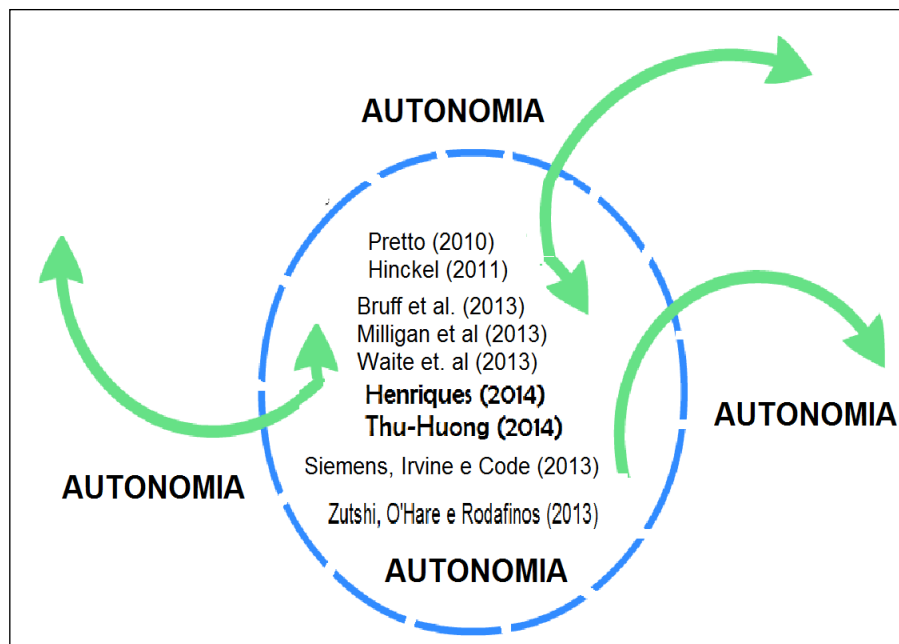 AUTONOMIA
Pretto (2010)
Hinckel (2011)
Bruff et al. (2013)
Milligan et al (2013)
Waite et. al (2013)
Henriques (2014)
Thu-Huong (2014)
AUTONOMIA
Siemens, Irvine e Code (2013)
AUTONOMIA
Zutshi, O'Hare e Rodafinos (2013)
AUTONOMIA